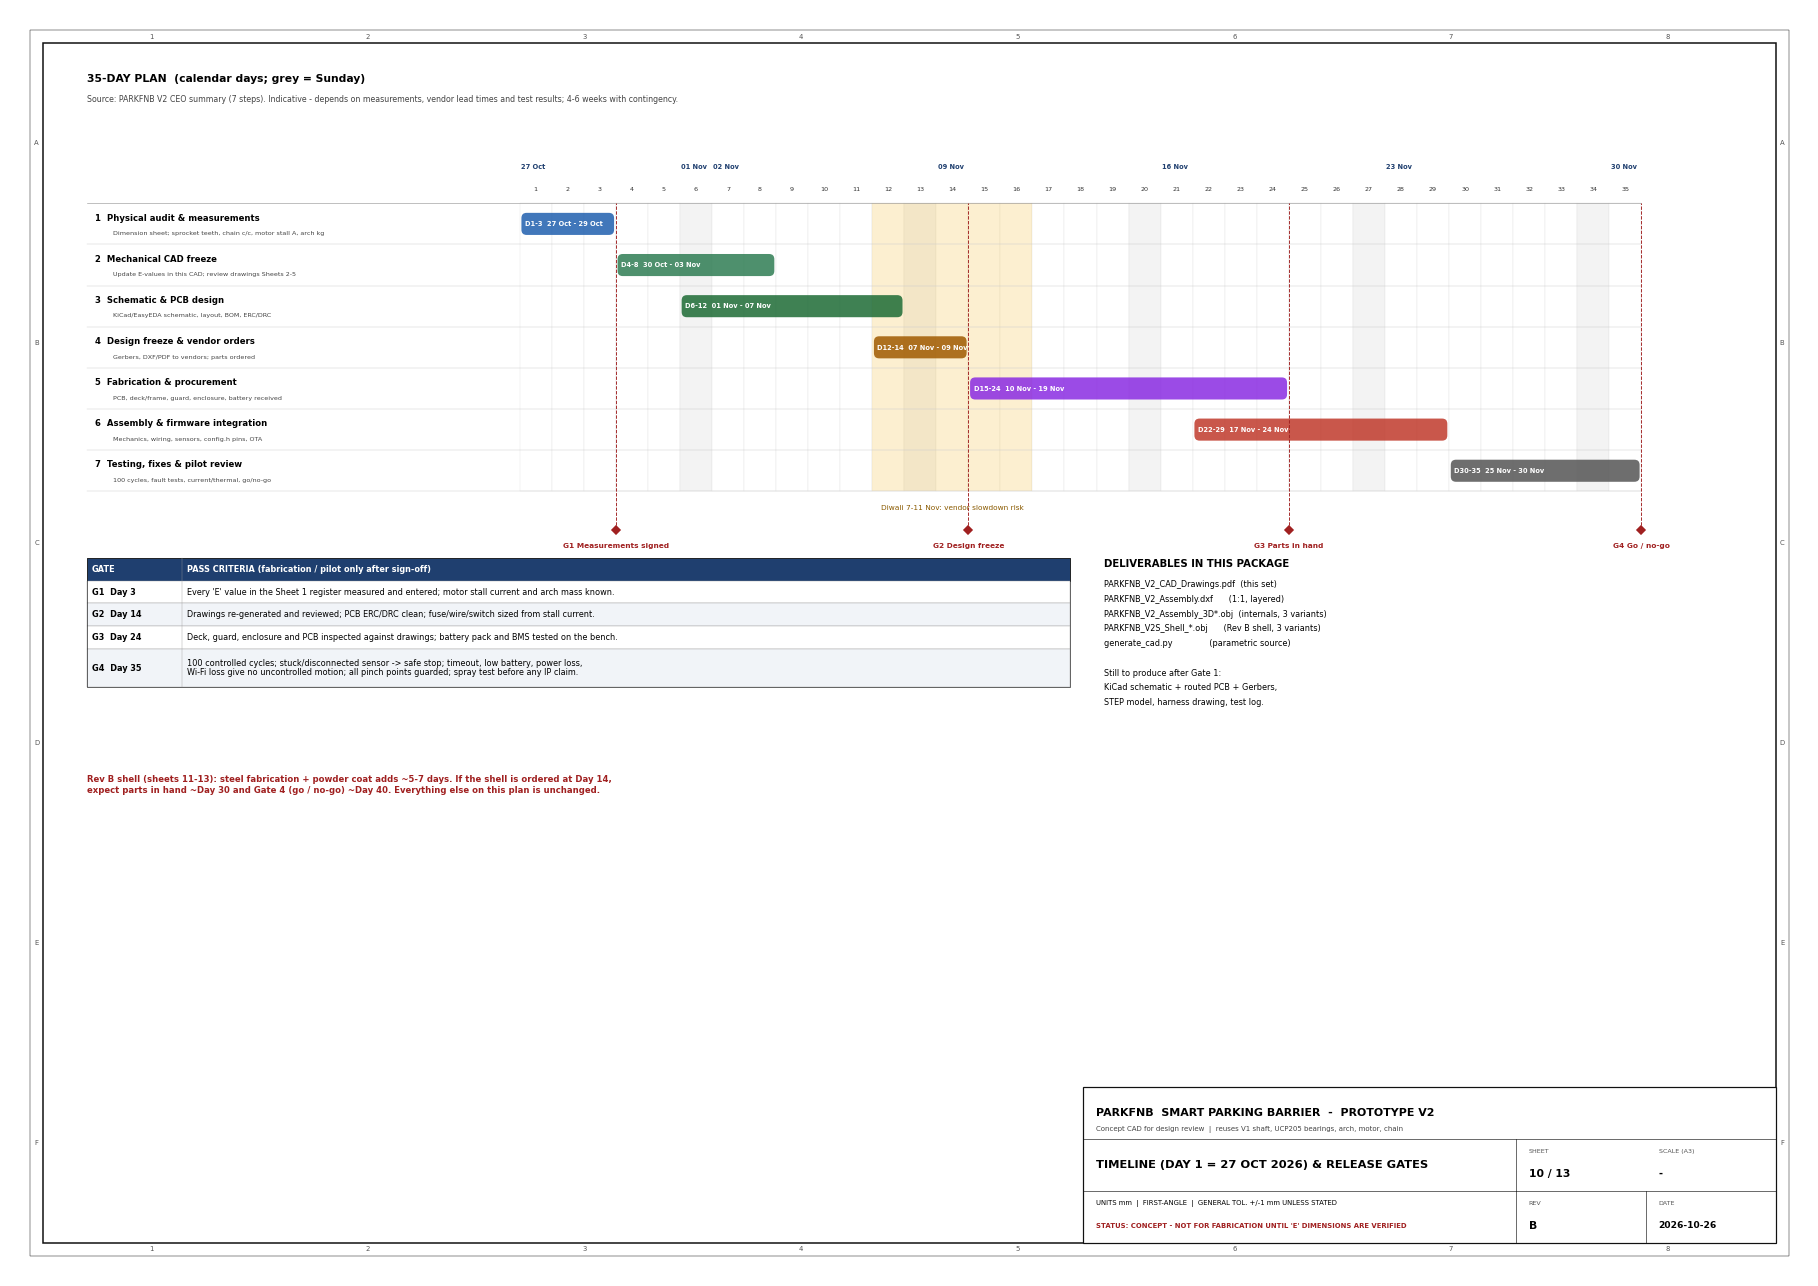 1 2 3 4 5 6 7 8
35-DAY PLAN (calendar days; grey = Sunday)
Source: PARKFNB V2 CEO summary (7 steps). Indicative - depends on measurements, vendor lead times and test results; 4-6 weeks with contingency.
A A
27 Oct 01 Nov 02 Nov 09 Nov 16 Nov 23 Nov 30 Nov
1 2 3 4 5 6 7 8 9 10 11 12 13 14 15 16 17 18 19 20 21 22 23 24 25 26 27 28 29 30 31 32 33 34 35
1 Physical audit & measurements
D1-3 27 Oct - 29 Oct
Dimension sheet; sprocket teeth, chain c/c, motor stall A, arch kg
2 Mechanical CAD freeze
D4-8 30 Oct - 03 Nov
Update E-values in this CAD; review drawings Sheets 2-5
3 Schematic & PCB design
D6-12 01 Nov - 07 Nov
KiCad/EasyEDA schematic, layout, BOM, ERC/DRC
B B
4 Design freeze & vendor orders
D12-14 07 Nov - 09 Nov
Gerbers, DXF/PDF to vendors; parts ordered
5 Fabrication & procurement
D15-24 10 Nov - 19 Nov
PCB, deck/frame, guard, enclosure, battery received
6 Assembly & firmware integration
D22-29 17 Nov - 24 Nov
Mechanics, wiring, sensors, config.h pins, OTA
7 Testing, fixes & pilot review
D30-35 25 Nov - 30 Nov
100 cycles, fault tests, current/thermal, go/no-go
Diwali 7-11 Nov: vendor slowdown risk
C C
G1 Measurements signed G2 Design freeze G3 Parts in hand G4 Go / no-go
GATE PASS CRITERIA (fabrication / pilot only after sign-off)
G1 Day 3 Every 'E' value in the Sheet 1 register measured and entered; motor stall current and arch mass known.
G2 Day 14 Drawings re-generated and reviewed; PCB ERC/DRC clean; fuse/wire/switch sized from stall current.
G3 Day 24 Deck, guard, enclosure and PCB inspected against drawings; battery pack and BMS tested on the bench.
G4 Day 35 100 controlled cycles; stuck/disconnected sensor -> safe stop; timeout, low battery, power loss,
Wi-Fi loss give no uncontrolled motion; all pinch points guarded; spray test before any IP claim.
DELIVERABLES IN THIS PACKAGE
PARKFNB_V2_CAD_Drawings.pdf (this set)
PARKFNB_V2_Assembly.dxf (1:1, layered)
PARKFNB_V2_Assembly_3D*.obj (internals, 3 variants)
PARKFNB_V2S_Shell_*.obj (Rev B shell, 3 variants)
generate_cad.py (parametric source)
Still to produce after Gate 1:
KiCad schematic + routed PCB + Gerbers,
STEP model, harness drawing, test log.
D D
Rev B shell (sheets 11-13): steel fabrication + powder coat adds ~5-7 days. If the shell is ordered at Day 14,
expect parts in hand ~Day 30 and Gate 4 (go / no-go) ~Day 40. Everything else on this plan is unchanged.
E E
PARKFNB SMART PARKING BARRIER - PROTOTYPE V2
Concept CAD for design review | reuses V1 shaft, UCP205 bearings, arch, motor, chain
F F
TIMELINE (DAY 1 = 27 OCT 2026) & RELEASE GATES
SHEET
10 / 13
SCALE (A3)
-
UNITS mm | FIRST-ANGLE | GENERAL TOL. +/-1 mm UNLESS STATED
STATUS: CONCEPT - NOT FOR FABRICATION UNTIL 'E' DIMENSIONS ARE VERIFIED
REV
B
DATE
2026-10-26
1 2 3 4 5 6 7 8